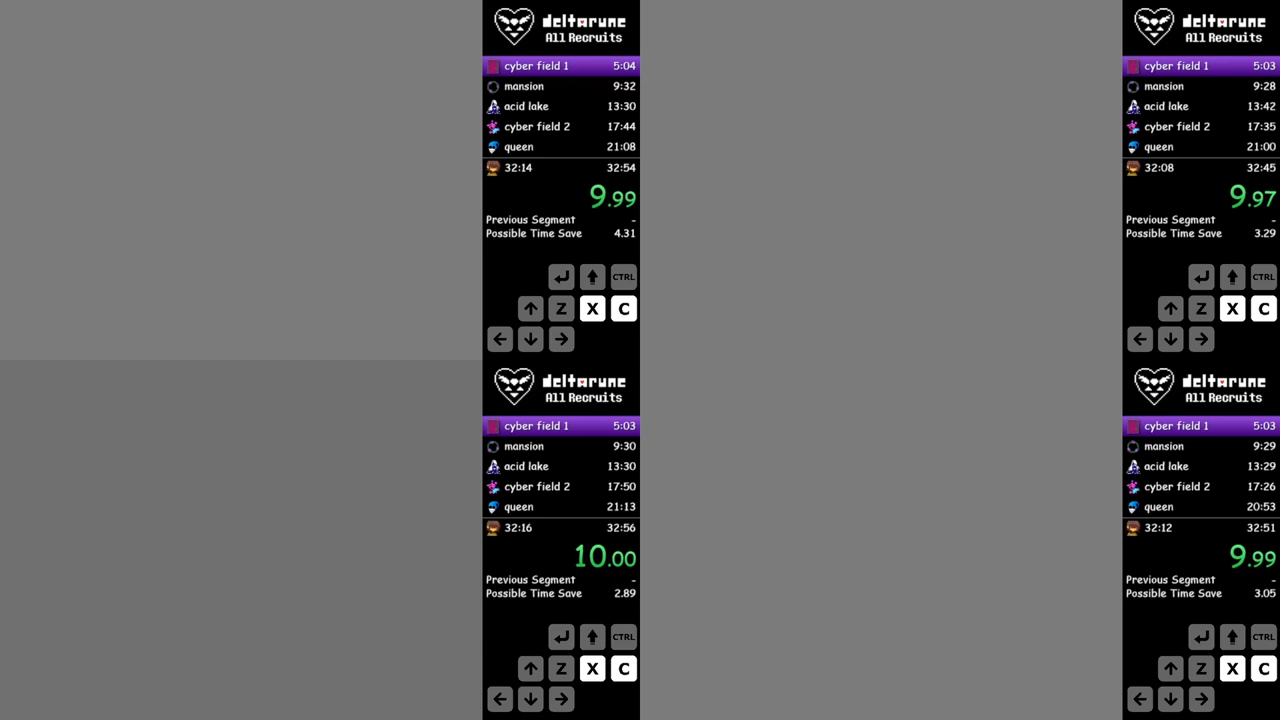 deltarune
All Recruits
cyber field 1 5:04
mansion 9:32
acid lake 13:30
cyber field 2 17:44
queen 21:08
32:14 32:54
9.99
Previous Segment -
Possible Time Save 4.31
CTRL
Z X C
deltarune
All Recruits
cyber field 1 5:03
mansion 9:28
acid lake 13:42
cyber field 2 17:35
queen 21:00
32:08 32:45
9.97
Previous Segment -
Possible Time Save 3.29
CTRL
Z X C
deltarune
All Recruits
cyber field 1 5:03
mansion 9:30
acid lake 13:30
cyber field 2 17:50
queen 21:13
32:16 32:56
10.00
Previous Segment -
Possible Time Save 2.89
CTRL
Z X C
deltarune
All Recruits
cyber field 1 5:03
mansion 9:29
acid lake 13:29
cyber field 2 17:26
queen 20:53
32:12 32:51
9.99
Previous Segment -
Possible Time Save 3.05
CTRL
Z X C